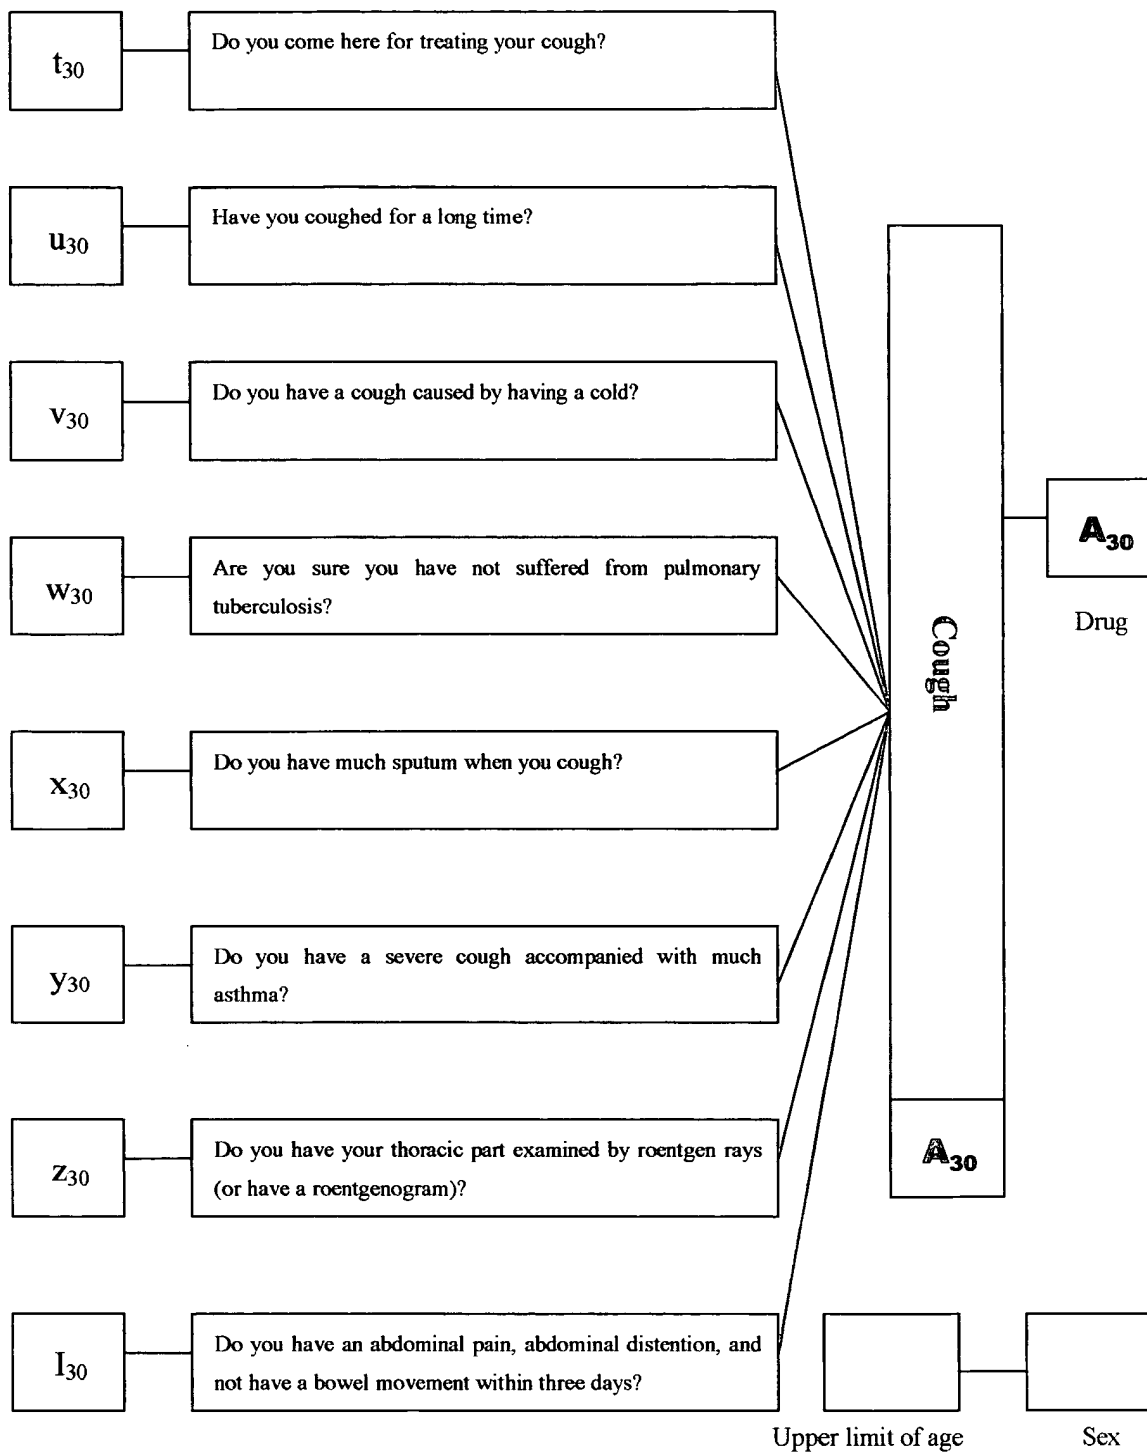 t30
Do you come here for treating your cough?
u30
Have you coughed for a long time?
v30
Do you have a cough caused by having a cold?
w30
Are you sure you have not suffered from pulmonary
tuberculosis?
x30
Do you have much sputum when you cough?
y30
Do you have a severe cough accompanied with much
asthma?
z30
Do you have your thoracic part examined by roentgen rays
(or have a roentgenogram)?
I30
Do you have an abdominal pain, abdominal distention, and
not have a bowel movement within three days?
Cough
A30
A30
Drug
Upper limit of age
Sex